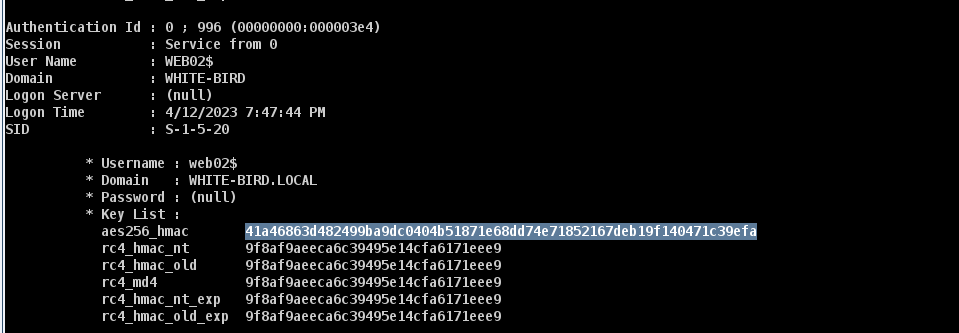 Authentication Id : 0 ; 996 (00000000:000003e4)
Session           : Service from 0
User Name         : WEB02$
Domain            : WHITE-BIRD
Logon Server      : (null)
Logon Time        : 4/12/2023 7:47:44 PM
SID               : S-1-5-20
* Username : web02$
* Domain   : WHITE-BIRD.LOCAL
* Password : (null)
* Key List :
aes256_hmac       41a46863d482499ba9dc0404b51871e68dd74e71852167deb19f140471c39efa
rc4_hmac_nt       9f8af9aeeca6c39495e14cfa6171eee9
rc4_hmac_old      9f8af9aeeca6c39495e14cfa6171eee9
rc4_md4           9f8af9aeeca6c39495e14cfa6171eee9
rc4_hmac_nt_exp   9f8af9aeeca6c39495e14cfa6171eee9
rc4_hmac_old_exp  9f8af9aeeca6c39495e14cfa6171eee9